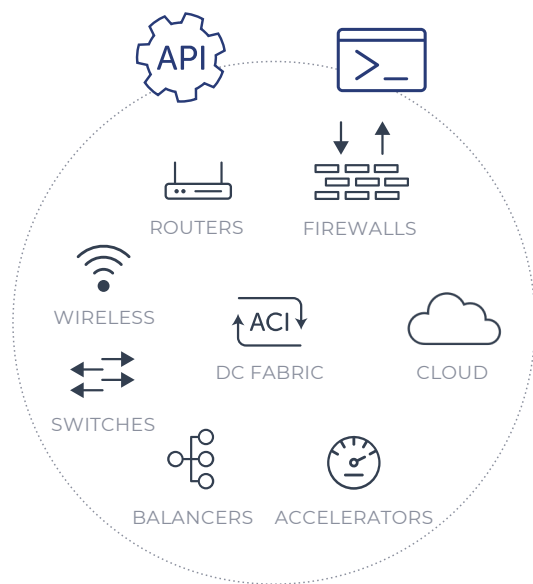 API
>_
ROUTERS
FIREWALLS
WIRELESS
ACI
DC FABRIC
CLOUD
SWITCHES
BALANCERS
ACCELERATORS